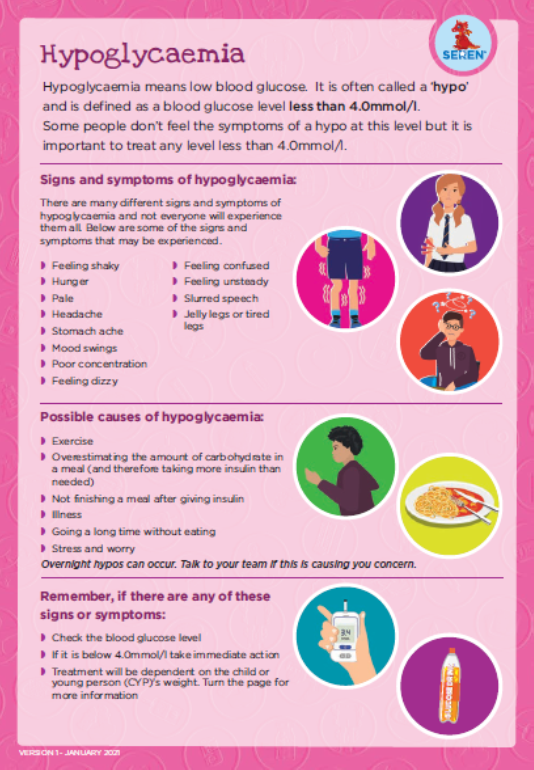 SEREN
Hypoglycaemia
Hypoglycaemia means low blood glucose. It is often called a 'hypo'
and is defined as a blood glucose level less than 4.0mmol/l.
Some people don't feel the symptoms of a hypo at this level but it is
important to treat any level less than 4.0mmol/l.
Signs and symptoms of hypoglycaemia:
There are many different signs and symptoms of
hypoglycaemia and not everyone will experience
them all. Below are some of the signs and
symptoms that may be experienced.
Feeling shaky
Hunger
Pale
Headache
Stomach ache
Mood swings
Poor concentration
Feeling dizzy
Feeling confused
Feeling unsteady
Slurred speech
Jelly legs or tired
legs
Possible causes of hypoglycaemia:
Exercise
Overestimating the amount of carbohydrate in
a meal (and therefore taking more insulin than
needed)
Not finishing a meal after giving insulin
Illness
Going a long time without eating
Stress and worry
Overnight hypos can occur. Talk to your team if this is causing you concern.
Remember, if there are any of these
signs or symptoms:
Check the blood glucose level
If it is below 4.0mmol/l take immediate action
Treatment will be dependent on the child or
young person (CYP)'s weight. Turn the page for
more information
3.4
VERSION 1 - JANUARY 2021